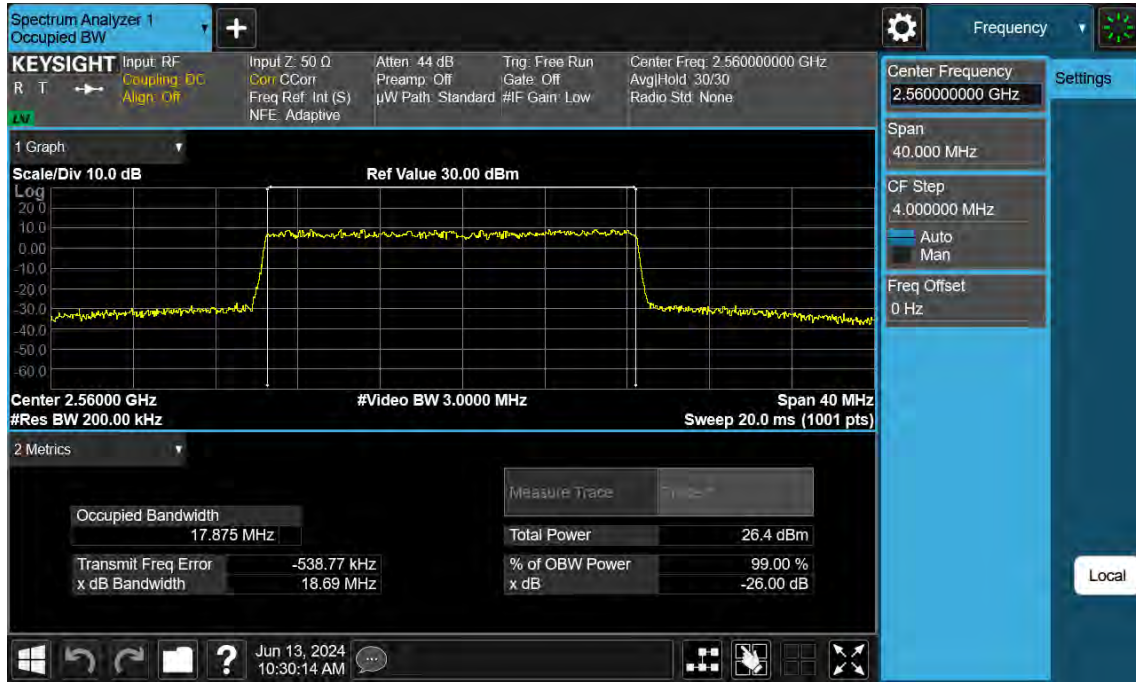 Spectrum Analyzer 1
Occupied BW
Frequency
KEYSIGHT
R T
LXI
Input: RF
Coupling: DC
Align: Off
Input Z: 50 Ω
Corr CCorr
Freq Ref: Int (S)
NFE: Adaptive
Atten: 44 dB
Preamp: Off
µW Path: Standard
Trig: Free Run
Gate: Off
#IF Gain: Low
Center Freq: 2.560000000 GHz
Avg|Hold: 30/30
Radio Std: None
Center Frequency
2.560000000 GHz
Settings
Span
40.000 MHz
CF Step
4.000000 MHz
Auto
Man
Freq Offset
0 Hz
Local
1 Graph
Scale/Div 10.0 dB
Ref Value 30.00 dBm
Log
20.0
10.0
0.00
-10.0
-20.0
-30.0
-40.0
-50.0
-60.0
Center 2.56000 GHz
#Video BW 3.0000 MHz
Span 40 MHz
#Res BW 200.00 kHz
Sweep 20.0 ms (1001 pts)
2 Metrics
Measure Trace
Occupied Bandwidth
17.875 MHz
Total Power 26.4 dBm
Transmit Freq Error -538.77 kHz
% of OBW Power 99.00 %
x dB Bandwidth 18.69 MHz
x dB -26.00 dB
?
Jun 13, 2024
10:30:14 AM